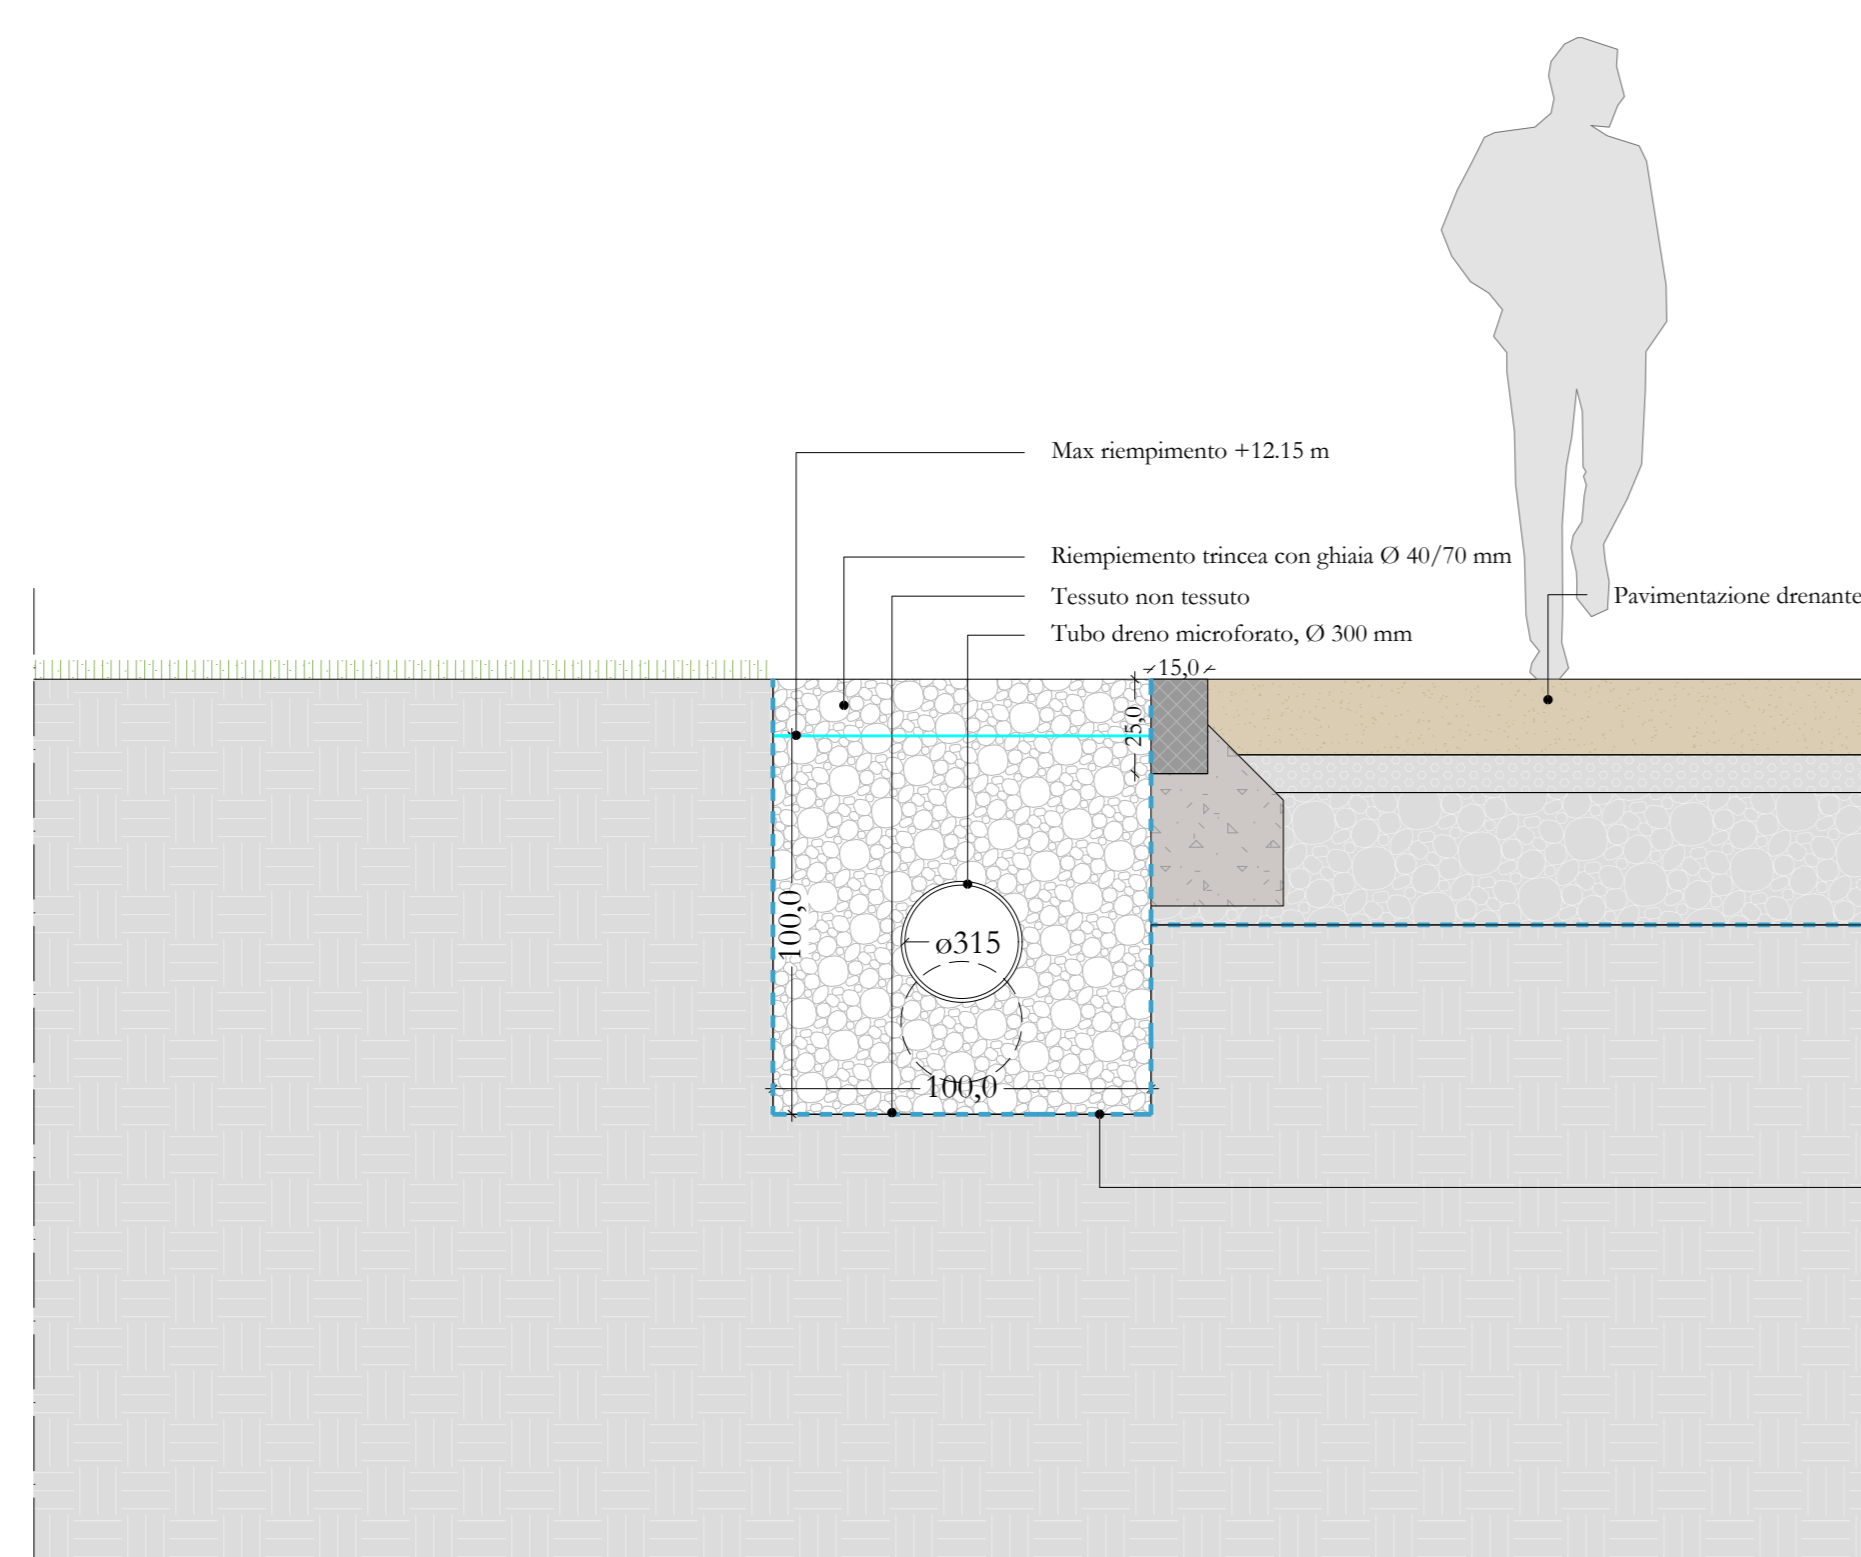 Max riempimento +12.15 m
Riempiemento trincea con ghiaia Ø 40/70 mm
Tessuto non tessuto
Pavimentazione drenante
Tubo dreno microforato, Ø 300 mm
15,0
25,0
100,0
ø315
100,0